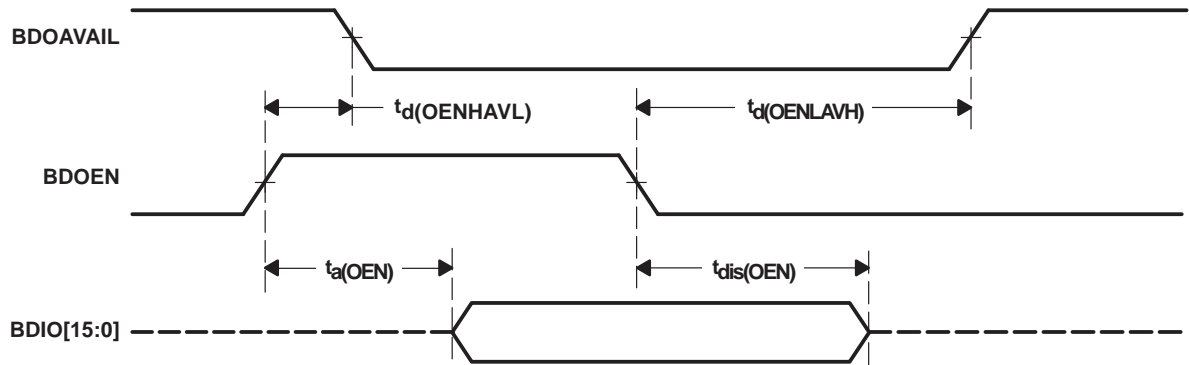 BDOAVAIL
td(OENHAVL)
td(OENLAVH)
BDOEN
ta(OEN)
tdis(OEN)
BDIO[15:0]